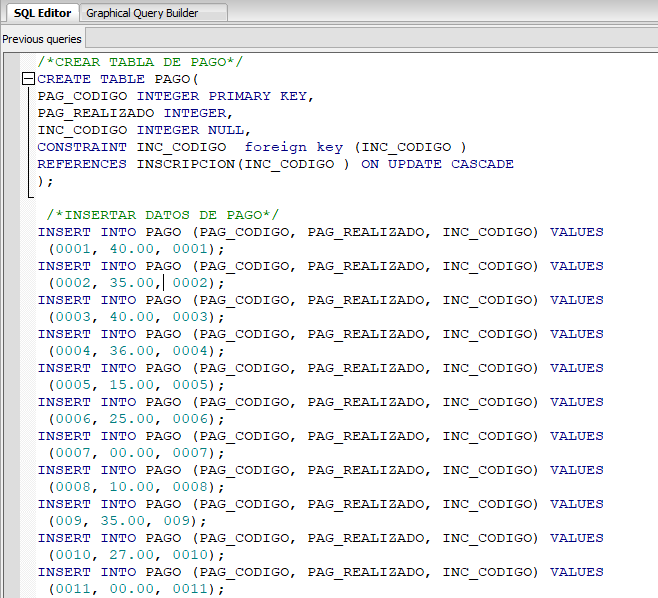 SQL Editor
Graphical Query Builder
Previous queries
/*CREAR TABLA DE PAGO*/
CREATE TABLE PAGO(
PAG_CODIGO INTEGER PRIMARY KEY,
PAG_REALIZADO INTEGER,
INC_CODIGO INTEGER NULL,
CONSTRAINT INC_CODIGO  foreign key (INC_CODIGO )
REFERENCES INSCRIPCION(INC_CODIGO ) ON UPDATE CASCADE
);
/*INSERTAR DATOS DE PAGO*/
INSERT INTO PAGO (PAG_CODIGO, PAG_REALIZADO, INC_CODIGO) VALUES
(0001, 40.00, 0001);
INSERT INTO PAGO (PAG_CODIGO, PAG_REALIZADO, INC_CODIGO) VALUES
(0002, 35.00, 0002);
INSERT INTO PAGO (PAG_CODIGO, PAG_REALIZADO, INC_CODIGO) VALUES
(0003, 40.00, 0003);
INSERT INTO PAGO (PAG_CODIGO, PAG_REALIZADO, INC_CODIGO) VALUES
(0004, 36.00, 0004);
INSERT INTO PAGO (PAG_CODIGO, PAG_REALIZADO, INC_CODIGO) VALUES
(0005, 15.00, 0005);
INSERT INTO PAGO (PAG_CODIGO, PAG_REALIZADO, INC_CODIGO) VALUES
(0006, 25.00, 0006);
INSERT INTO PAGO (PAG_CODIGO, PAG_REALIZADO, INC_CODIGO) VALUES
(0007, 00.00, 0007);
INSERT INTO PAGO (PAG_CODIGO, PAG_REALIZADO, INC_CODIGO) VALUES
(0008, 10.00, 0008);
INSERT INTO PAGO (PAG_CODIGO, PAG_REALIZADO, INC_CODIGO) VALUES
(009, 35.00, 009);
INSERT INTO PAGO (PAG_CODIGO, PAG_REALIZADO, INC_CODIGO) VALUES
(0010, 27.00, 0010);
INSERT INTO PAGO (PAG_CODIGO, PAG_REALIZADO, INC_CODIGO) VALUES
(0011, 00.00, 0011);